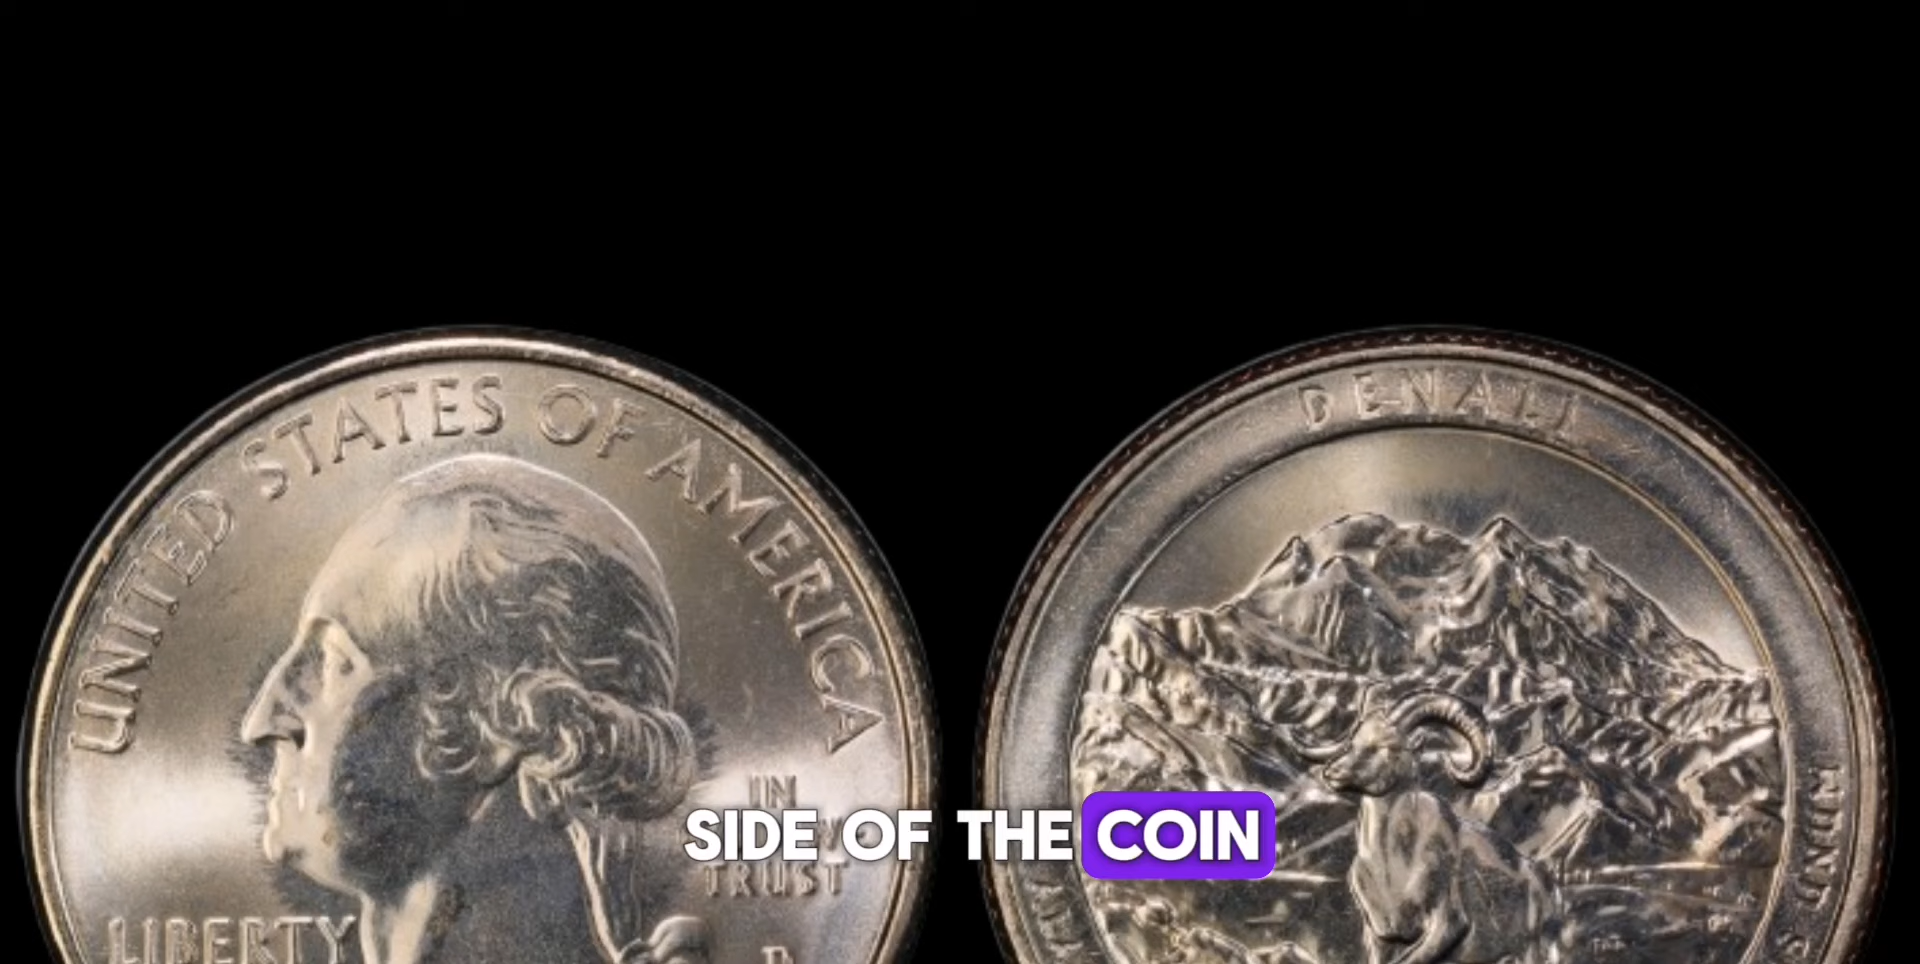 UNITED STATES OF AMERICA
LIBERTY
IN
TRUST
DENALI
SIDE OF THE COIN